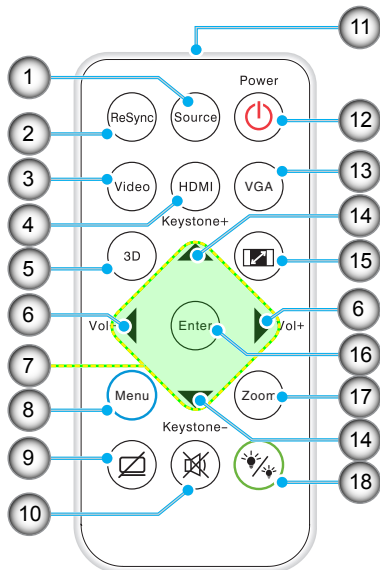 11
Power
1
ReSync
Source
2
12
3
13
Video
HDMI
VGA
4
Keystone+
14
3D
5
15
6
6
Vol-
Enter
Vol+
7
16
Menu
Zoom
8
17
Keystone-
14
9
10
18